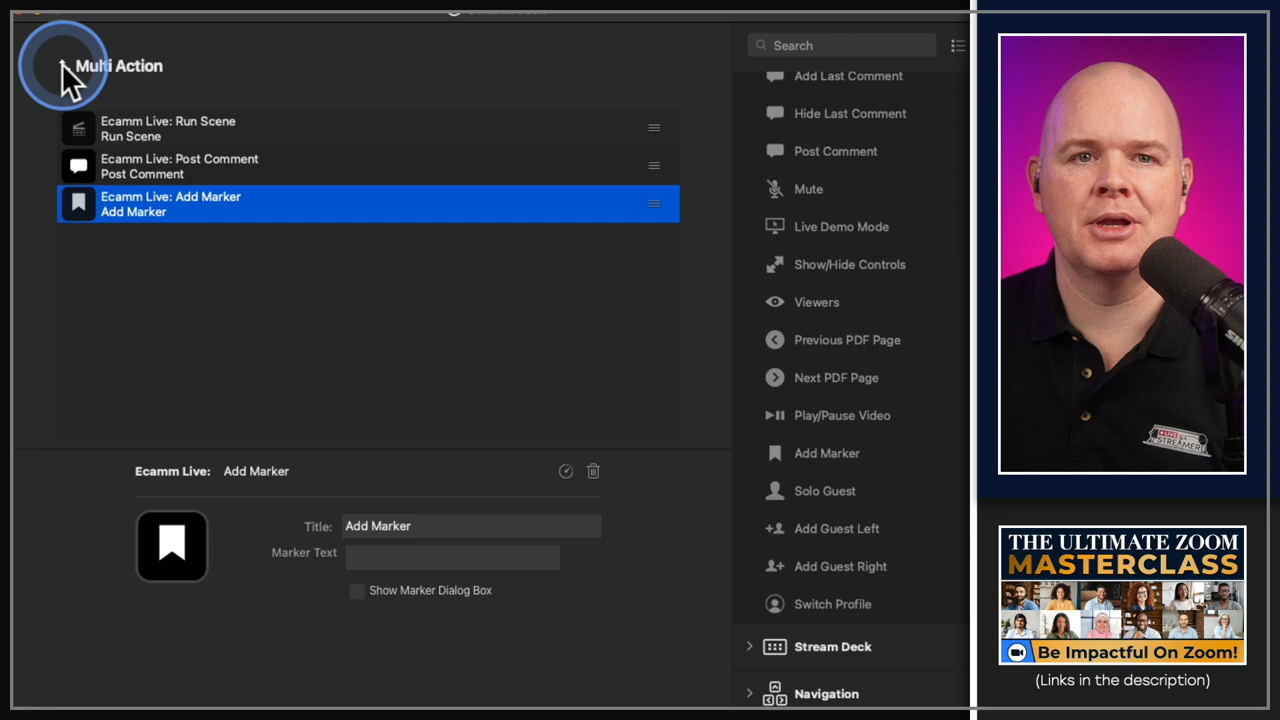 Multi Action
Ecamm Live: Run Scene
Run Scene
Ecamm Live: Post Comment
Post Comment
Ecamm Live: Add Marker
Add Marker
Ecamm Live: Add Marker
Title: Add Marker
Marker Text
Show Marker Dialog Box
Search
Add Last Comment
Hide Last Comment
Post Comment
Mute
Live Demo Mode
Show/Hide Controls
Viewers
Previous PDF Page
Next PDF Page
Play/Pause Video
Add Marker
Solo Guest
Add Guest Left
Add Guest Right
Switch Profile
Stream Deck
Navigation
LIVE
STREAMER
THE ULTIMATE ZOOM
MASTERCLASS
Be Impactful On Zoom!
(Links in the description)